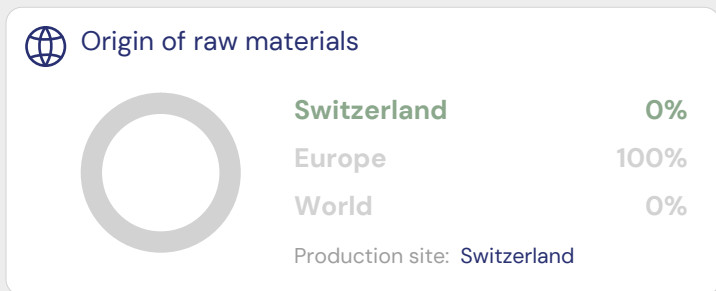 Origin of raw materials
Switzerland 0%
Europe 100%
World 0%
Production site: Switzerland